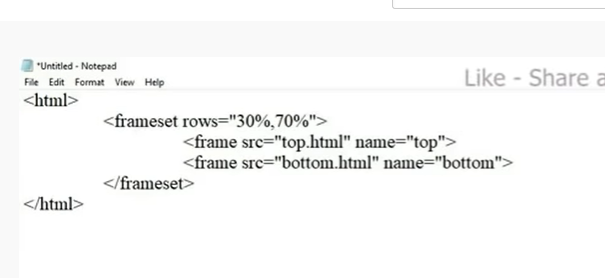 *Untitled - Notepad
File Edit Format View Help
Like - Share
<html>
<frameset rows="30%,70%">
<frame src="top.html" name="top">
<frame src="bottom.html" name="bottom">
</frameset>
</html>